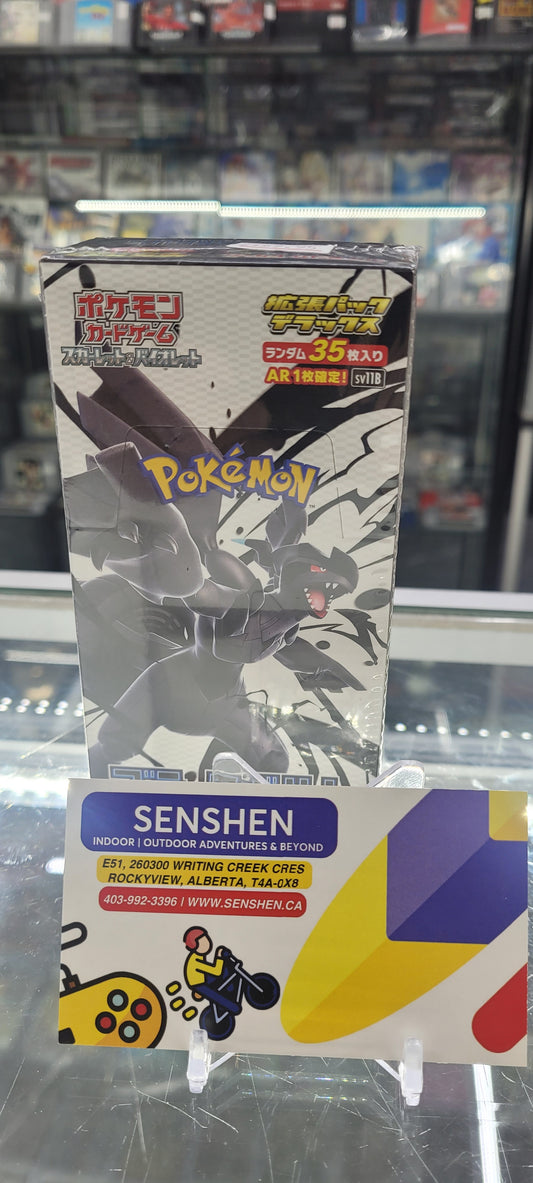 ポケモン
カードゲーム
スカーレット&バイオレット
拡張パック
デラックス
ランダム35枚入り
AR1枚確定! sv11B
POKéMON
TM
SENSHEN
INDOOR | OUTDOOR ADVENTURES & BEYOND
E51, 260300 WRITING CREEK CRES
ROCKYVIEW, ALBERTA, T4A-0X8
403-992-3396 | WWW.SENSHEN.CA